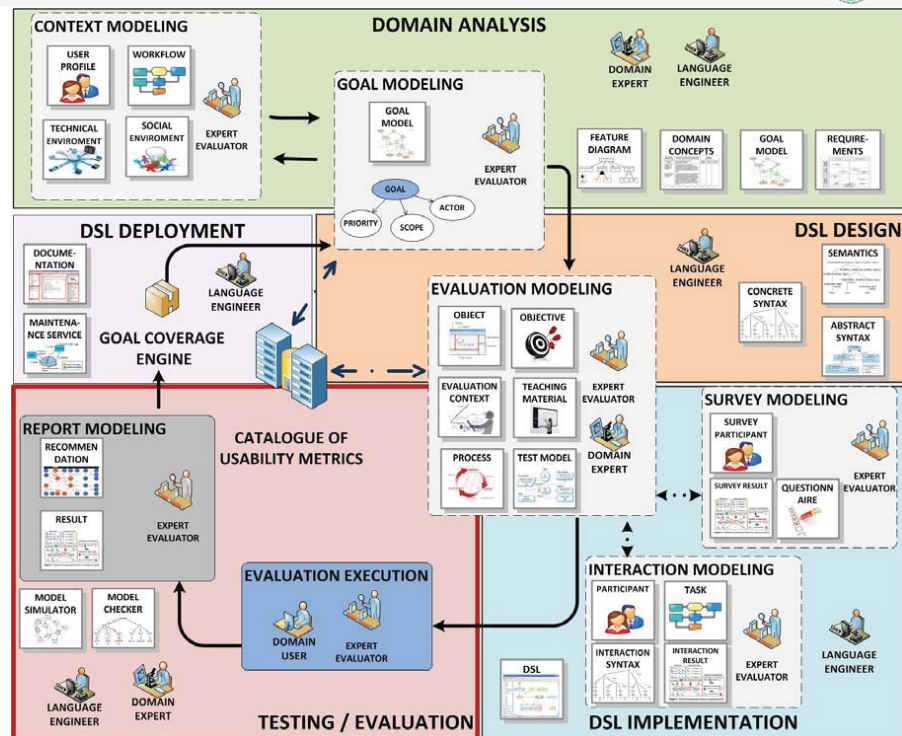 DOMAIN ANALYSIS
CONTEXT MODELING
USER
PROFILE
WORKFLOW
TECHNICAL
ENVIROMENT
SOCIAL
ENVIROMENT
EXPERT
EVALUATOR
GOAL MODELING
GOAL
MODEL
EXPERT
EVALUATOR
GOAL
PRIORITY
SCOPE
ACTOR
DOMAIN
EXPERT
LANGUAGE
ENGINEER
FEATURE
DIAGRAM
DOMAIN
CONCEPTS
GOAL
MODEL
REQUIRE-
MENTS
DSL DEPLOYMENT
DOCUME-
NTATION
MAINTENA-
NCE SERVICE
LANGUAGE
ENGINEER
GOAL COVERAGE
ENGINE
DSL DESIGN
LANGUAGE
ENGINEER
CONCRETE
SYNTAX
SEMANTICS
ABSTRACT
SYNTAX
EVALUATION MODELING
OBJECT
OBJECTIVE
EVALUATION
CONTEXT
TEACHING
MATERIAL
PROCESS
TEST MODEL
EXPERT
EVALUATOR
DOMAIN
EXPERT
CATALOGUE OF
USABILITY METRICS
REPORT MODELING
RECOMMEN
DATION
RESULT
EXPERT
EVALUATOR
MODEL
SIMULATOR
MODEL
CHECKER
LANGUAGE
ENGINEER
DOMAIN
EXPERT
EVALUATION EXECUTION
DOMAIN
USER
EXPERT
EVALUATOR
TESTING / EVALUATION
SURVEY MODELING
SURVEY
PARTICIPANT
SURVEY RESULT
QUESTIONN
AIRE
EXPERT
EVALUATOR
INTERACTION MODELING
PARTICIPANT
TASK
INTERACTION
SYNTAX
INTERACTION
RESULT
EXPERT
EVALUATOR
LANGUAGE
ENGINEER
DSL
DSL IMPLEMENTATION